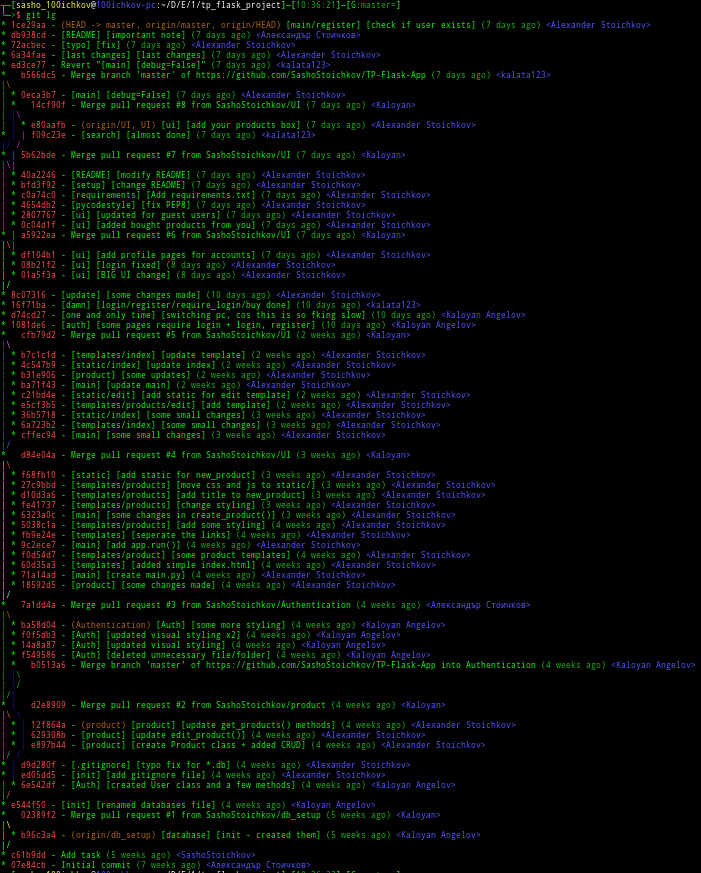 ┌─[sasho_100ichkov@100ichkov-pc:~/D/E/1/tp_flask_project]─[10:36:21]─[G:master=]
└─>$ git lg
* 1ce29aa - (HEAD -> master, origin/master, origin/HEAD) [main/register] [check if user exists] (7 days ago) <Alexander Stoichkov>
* db938cd - [README] [important note] (7 days ago) <Александър Стоичков>
* 72acbec - [typo] [fix] (7 days ago) <Alexander Stoichkov>
* 6a34fae - [last changes] [last changes] (7 days ago) <Alexander Stoichkov>
* ed3ce77 - Revert "[main] [debug=False]" (7 days ago) <kalata123>
* b566dc5 - Merge branch 'master' of https://github.com/SashoStoichkov/TP-Flask-App (7 days ago) <kalata123>
|\
| * 0eca3b7 - [main] [debug=False] (7 days ago) <Alexander Stoichkov>
| * 14cf90f - Merge pull request #8 from SashoStoichkov/UI (7 days ago) <Kaloyan>
| |\
| | * e80aafb - (origin/UI, UI) [ui] [add your products box] (7 days ago) <Alexander Stoichkov>
* | | f09c23e - [search] [almost done] (7 days ago) <kalata123>
|/ /
* | 5b62bde - Merge pull request #7 from SashoStoichkov/UI (7 days ago) <Kaloyan>
|\|
| * 40a2246 - [README] [modify README] (7 days ago) <Alexander Stoichkov>
| * bfd3f92 - [setup] [change README] (7 days ago) <Alexander Stoichkov>
| * c0a74c0 - [requirements] [Add requirements.txt] (7 days ago) <Alexander Stoichkov>
| * 4654db2 - [pycodestyle] [fix PEP8] (7 days ago) <Alexander Stoichkov>
| * 2807767 - [ui] [updated for guest users] (7 days ago) <Alexander Stoichkov>
| * 0c04d1f - [ui] [added bought products from you] (7 days ago) <Alexander Stoichkov>
* | a5922ea - Merge pull request #6 from SashoStoichkov/UI (7 days ago) <Kaloyan>
|\|
| * df104b1 - [ui] [add profile pages for accounts] (7 days ago) <Alexander Stoichkov>
| * 08b21f2 - [ui] [login fixed] (8 days ago) <Alexander Stoichkov>
| * 01a5f3a - [ui] [BIG UI change] (8 days ago) <Alexander Stoichkov>
|/
* 8c07316 - [update] [some changes made] (10 days ago) <Alexander Stoichkov>
* 16f71ba - [damn] [login/register/require_login/buy done] (10 days ago) <kalata123>
* d74cd27 - [one and only time] [switching pc, cos this is so fking slow] (10 days ago) <Kaloyan Angelov>
* 1081de6 - [auth] [some pages require login + login, register] (10 days ago) <Kaloyan Angelov>
* cfb79d2 - Merge pull request #5 from SashoStoichkov/UI (2 weeks ago) <Kaloyan>
|\
| * b7c1c1d - [templates/index] [update template] (2 weeks ago) <Alexander Stoichkov>
| * 4c547b9 - [static/index] [update index] (2 weeks ago) <Alexander Stoichkov>
| * b31e906 - [product] [some updates] (2 weeks ago) <Alexander Stoichkov>
| * ba71f43 - [main] [update main] (2 weeks ago) <Alexander Stoichkov>
| * c21bd4e - [static/edit] [add static for edit template] (2 weeks ago) <Alexander Stoichkov>
| * e5cf3b5 - [templates/products/edit] [add template] (2 weeks ago) <Alexander Stoichkov>
| * 36b5718 - [static/index] [some small changes] (3 weeks ago) <Alexander Stoichkov>
| * 6a723b2 - [templates/index] [some small changes] (3 weeks ago) <Alexander Stoichkov>
| * cffec94 - [main] [some small changes] (3 weeks ago) <Alexander Stoichkov>
|/
* d84e04a - Merge pull request #4 from SashoStoichkov/UI (3 weeks ago) <Kaloyan>
|\
| * f68fb10 - [static] [add static for new_product] (3 weeks ago) <Alexander Stoichkov>
| * 27c9bbd - [templates/products] [move css and js to static/] (3 weeks ago) <Alexander Stoichkov>
| * d10d3a6 - [templates/products] [add title to new_product] (3 weeks ago) <Alexander Stoichkov>
| * fe41737 - [templates/products] [change styling] (3 weeks ago) <Alexander Stoichkov>
| * 6323a0c - [main] [some changes in create_product()] (3 weeks ago) <Alexander Stoichkov>
| * 5038c1a - [templates/products] [add some styling] (4 weeks ago) <Alexander Stoichkov>
| * fb9e24e - [templates] [seperate the links] (4 weeks ago) <Alexander Stoichkov>
| * 9c2ece7 - [main] [add app.run()] (4 weeks ago) <Alexander Stoichkov>
| * f0d54d7 - [templates/product] [some product templates] (4 weeks ago) <Alexander Stoichkov>
| * 60d35a3 - [templates] [added simple index.html] (4 weeks ago) <Alexander Stoichkov>
| * 71a14ad - [main] [create main.py] (4 weeks ago) <Alexander Stoichkov>
| * 18592d5 - [product] [some changes made] (4 weeks ago) <Alexander Stoichkov>
|/
* 7a1dd4a - Merge pull request #3 from SashoStoichkov/Authentication (4 weeks ago) <Александър Стоичков>
|\
| * ba58d04 - (Authentication) [Auth] [some more styling] (4 weeks ago) <Kaloyan Angelov>
| * f0f5db3 - [Auth] [updated visual styling x2] (4 weeks ago) <Kaloyan Angelov>
| * 14a8a87 - [Auth] [updated visual styling] (4 weeks ago) <Kaloyan Angelov>
| * f549586 - [Auth] [deleted unnecessary file/folder] (4 weeks ago) <Kaloyan Angelov>
| * b0513a6 - Merge branch 'master' of https://github.com/SashoStoichkov/TP-Flask-App into Authentication (4 weeks ago) <Kaloyan Angelov>
| |\
| |/
|/|
* | d2e8909 - Merge pull request #2 from SashoStoichkov/product (4 weeks ago) <Kaloyan>
|\ \
| * | 12f864a - (product) [product] [update get_products() methods] (4 weeks ago) <Alexander Stoichkov>
| * | 629308b - [product] [update edit_product()] (4 weeks ago) <Alexander Stoichkov>
| * | e897b44 - [product] [create Product class + added CRUD] (4 weeks ago) <Alexander Stoichkov>
|/ /
* | d9d280f - [.gitignore] [typo fix for *.db] (4 weeks ago) <Alexander Stoichkov>
* | ed05dd5 - [init] [add gitignore file] (4 weeks ago) <Alexander Stoichkov>
| * 6e542df - [Auth] [created User class and a few methods] (4 weeks ago) <Kaloyan Angelov>
|/
* e544f50 - [init] [renamed databases file] (4 weeks ago) <Kaloyan Angelov>
* 02389f2 - Merge pull request #1 from SashoStoichkov/db_setup (5 weeks ago) <Kaloyan>
|\
| * b96c3a4 - (origin/db_setup) [database] [init - created them] (5 weeks ago) <Kaloyan Angelov>
|/
* c61b9dd - Add task (5 weeks ago) <SashoStoichkov>
* 07e84cb - Initial commit (7 weeks ago) <Александър Стоичков>